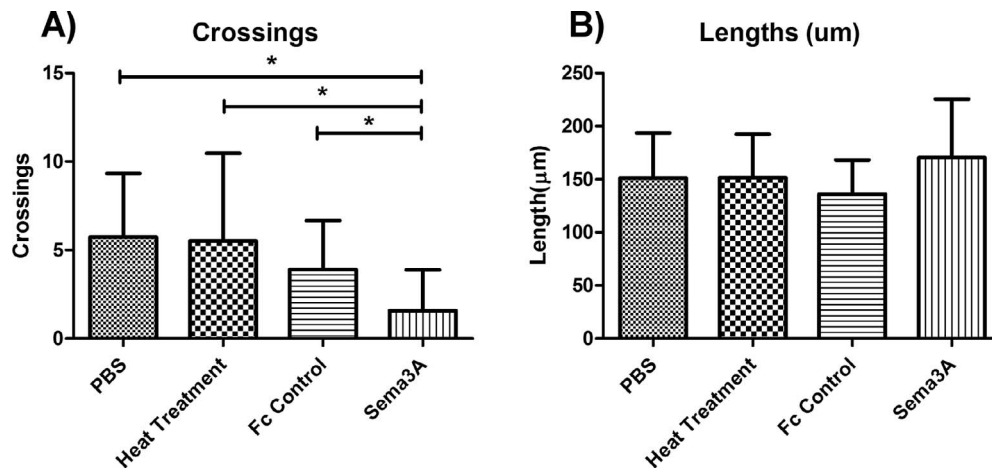 A)
Crossings
Crossings
15
10
5
0
*
*
*
PBS
Heat Treatment
Fc Control
Sema3A
B)
Lengths (um)
Length(μm)
250
200
150
100
50
0
PBS
Heat Treatment
Fc Control
Sema3A